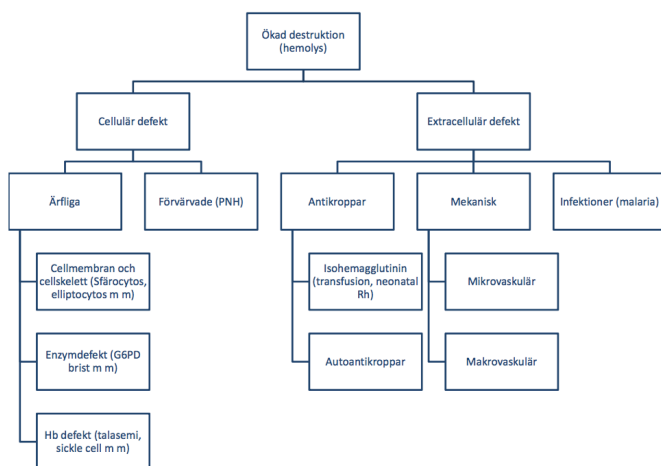 Ökad destruktion
(hemolys)
Cellulär defekt
Extracellulär defekt
Ärfliga
Förvärvade (PNH)
Antikroppar
Mekanisk
Infektioner (malaria)
Cellmembran och
cellskelett (Sfärocytos,
elliptocytos m m)
Isohemagglutinin
(transfusion, neonatal
Rh)
Mikrovaskulär
Enzymdefekt (G6PD
brist m m)
Autoantikroppar
Makrovaskulär
Hb defekt (talasemi,
sickle cell m m)